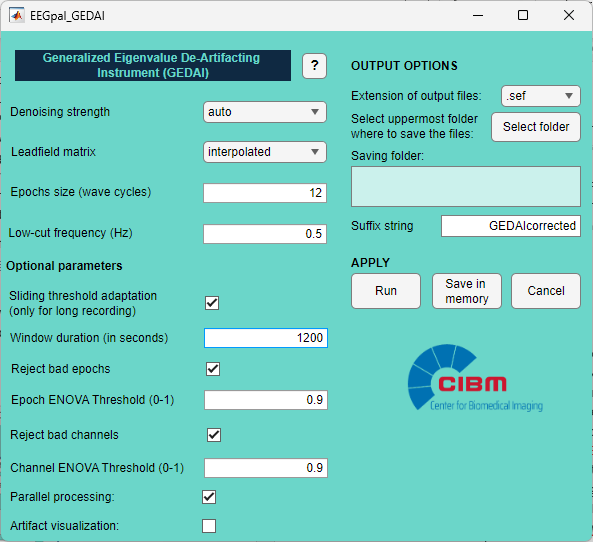 EEGpal_GEDAI
Generalized Eigenvalue De-Artifacting
Instrument (GEDAI)
?
Denoising strength
auto
Leadfield matrix
interpolated
Epochs size (wave cycles)
12
Low-cut frequency (Hz)
0.5
Optional parameters
Sliding threshold adaptation
(only for long recording)
Window duration (in seconds)
1200
Reject bad epochs
Epoch ENOVA Threshold (0-1)
0.9
Reject bad channels
Channel ENOVA Threshold (0-1)
0.9
Parallel processing:
Artifact visualization:
OUTPUT OPTIONS
Extension of output files:
.sef
Select uppermost folder
where to save the files:
Select folder
Saving folder:
Suffix string
GEDAIcorrected
APPLY
Run
Save in
memory
Cancel
CIBM
Center for Biomedical Imaging